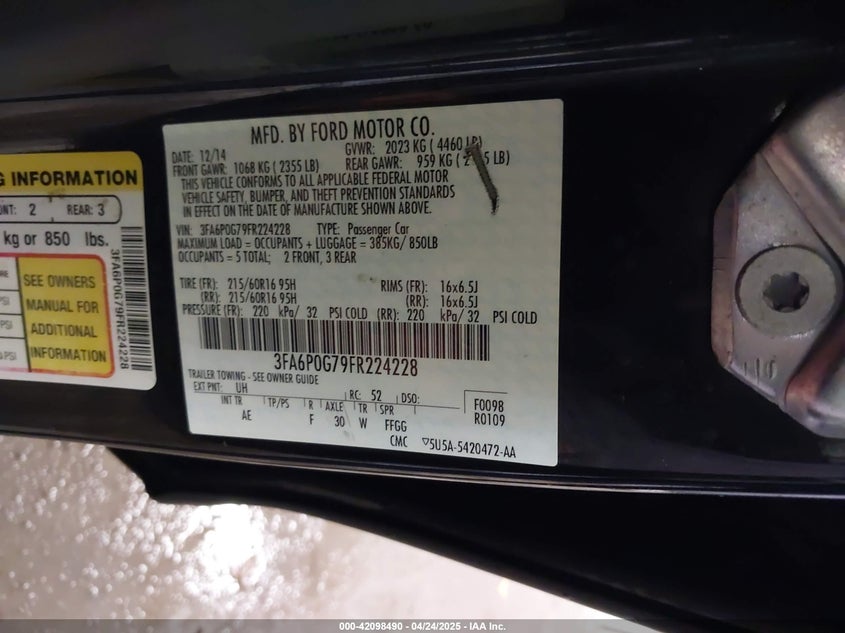 G INFORMATION
NT: 2 REAR: 3
kg or 850 lbs.
SEE OWNERS
MANUAL FOR
ADDITIONAL
INFORMATION
PSI
PSI
PSI
3FA6P0G79FR224228
MFD. BY FORD MOTOR CO.
DATE: 12/14 GVWR: 2023 KG ( 4460 LB)
FRONT GAWR: 1068 KG ( 2355 LB) REAR GAWR: 959 KG ( 5 LB)
THIS VEHICLE CONFORMS TO ALL APPLICABLE FEDERAL MOTOR
VEHICLE SAFETY, BUMPER, AND THEFT PREVENTION STANDARDS
IN EFFECT ON THE DATE OF MANUFACTURE SHOWN ABOVE.
VIN: 3FA6P0G79FR224228 TYPE: Passenger Car
MAXIMUM LOAD = OCCUPANTS + LUGGAGE = 385KG/ 850LB
OCCUPANTS = 5 TOTAL; 2 FRONT, 3 REAR
TIRE (FR): 215/60R16 95H RIMS (FR): 16x6.5J
(RR): 215/60R16 95H (RR): 16x6.5J
PRESSURE (FR): 220 kPa/ 32 PSI COLD (RR): 220 kPa/ 32 PSI COLD
3FA6P0G79FR224228
TRAILER TOWING - SEE OWNER GUIDE
EXT PNT: UH RC: 52 DSO:
INT TR TP/PS R AXLE TR SPR F0098
AE F 30 W FFGG R0109
CMC ▽5U5A-5420472-AA
000-42098490 - 04/24/2025 - IAA Inc.